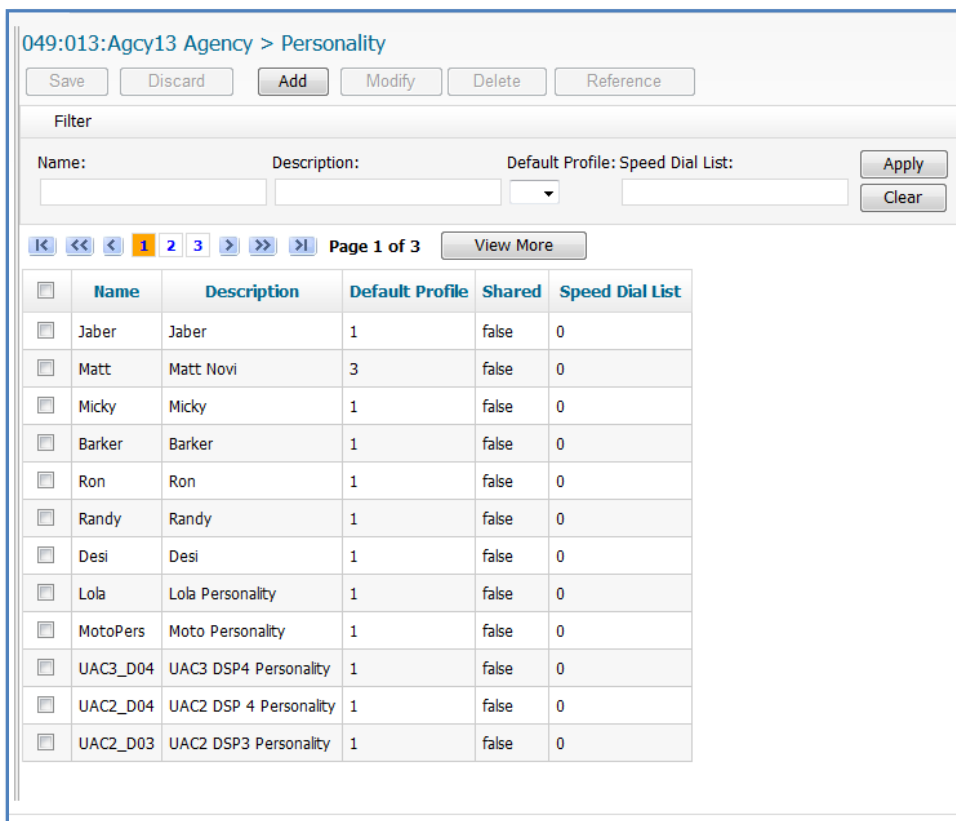 049:013:Agcy13 Agency > Personality
Save Discard Add Modify Delete Reference
Filter
Name: Description: Default Profile: Speed Dial List: Apply
Clear
1 2 3 Page 1 of 3 View More
Name Description Default Profile Shared Speed Dial List
Jaber Jaber 1 false 0
Matt Matt Novi 3 false 0
Micky Micky 1 false 0
Barker Barker 1 false 0
Ron Ron 1 false 0
Randy Randy 1 false 0
Desi Desi 1 false 0
Lola Lola Personality 1 false 0
MotoPers Moto Personality 1 false 0
UAC3_D04 UAC3 DSP4 Personality 1 false 0
UAC2_D04 UAC2 DSP 4 Personality 1 false 0
UAC2_D03 UAC2 DSP3 Personality 1 false 0